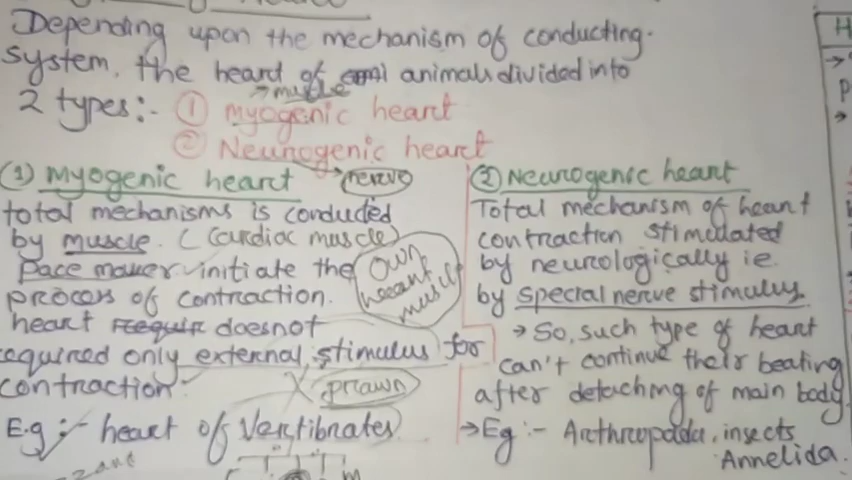 Depending upon the mechanism of conducting.
system, the heart of animals divided into
→ muscle
2 types:- ① myogenic heart
② Neurogenic heart
→ nerve
(1) Myogenic heart
total mechanisms is conducted
by muscle. (Cardiac muscle)
Pace maker initiate the
process of contraction.
Own heart muscle
heart doesnot
required only external, stimulus for
contraction.
X prawn
E.g :- heart of Vertibrates
(2) Neurogenic heart
Total mechanism of heart
contraction stimulated
by neurologically ie.
by special nerve stimulus.
→ So, such type of heart
can't continue their beating
after detaching of main body.
→ Eg :- Arthropoda, insects
Annelida.
H
→
P
→